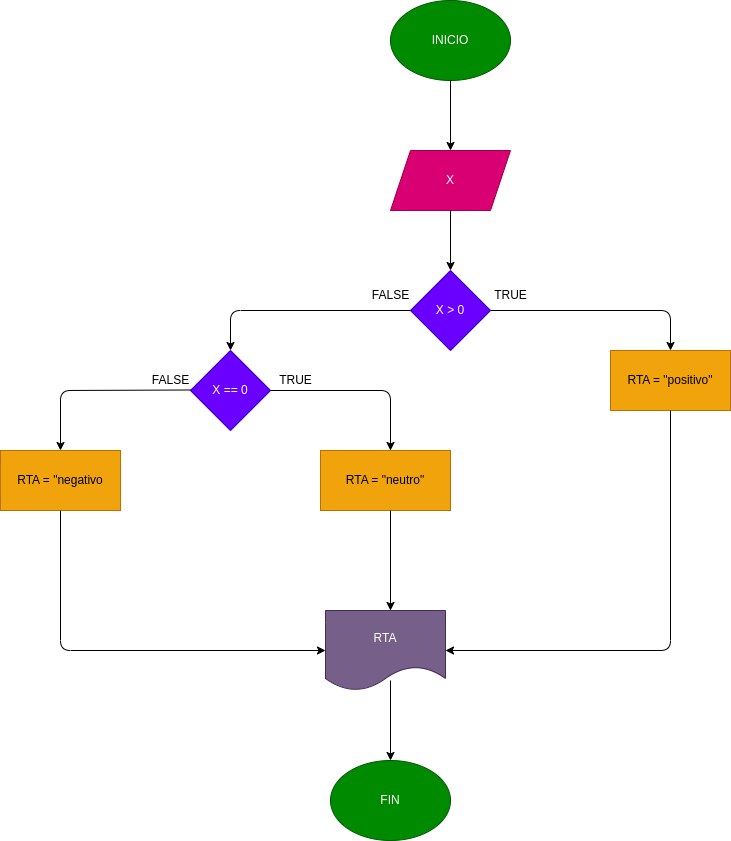 INICIO
X
FALSE
TRUE
X > 0
FALSE
TRUE
X == 0
RTA = "positivo"
RTA = "negativo
RTA = "neutro"
RTA
FIN